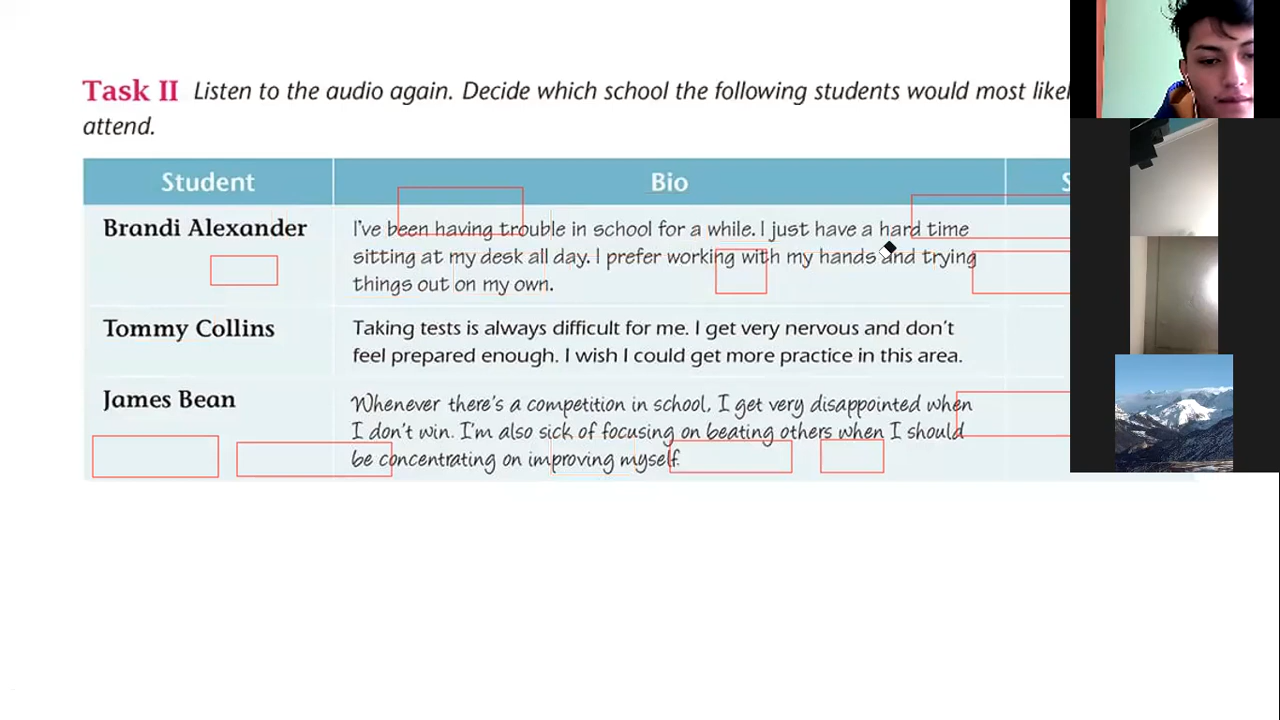 Task II Listen to the audio again. Decide which school the following students would most
attend.
Student Bio
Brandi Alexander I've been having trouble in school for a while. I just have a hard time
sitting at my desk all day. I prefer working with my hands and trying
things out on my own.
Tommy Collins Taking tests is always difficult for me. I get very nervous and don't
feel prepared enough. I wish I could get more practice in this area.
James Bean Whenever there's a competition in school, I get very disappointed when
I don't win. I'm also sick of focusing on beating others when I should
be concentrating on improving myself.